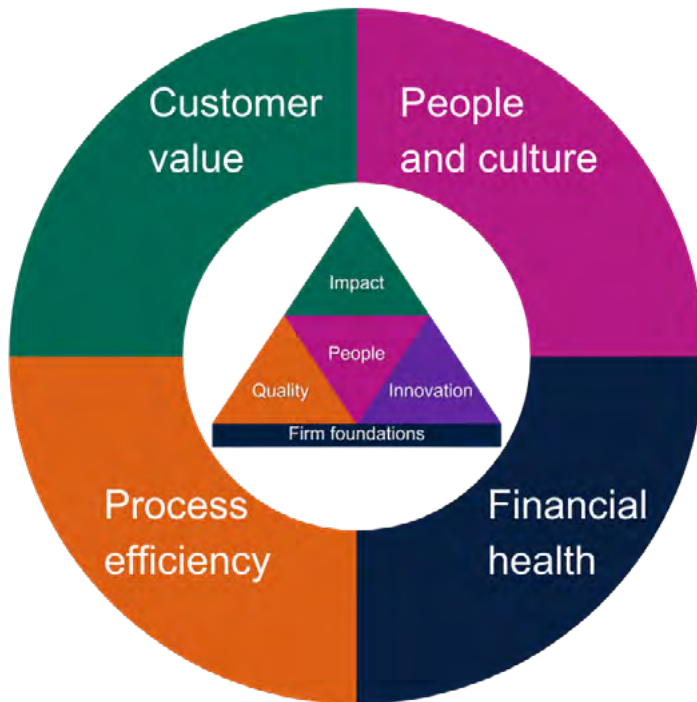 Customer
value
People
and culture
Impact
People
Quality
Innovation
Firm foundations
Process
efficiency
Financial
health